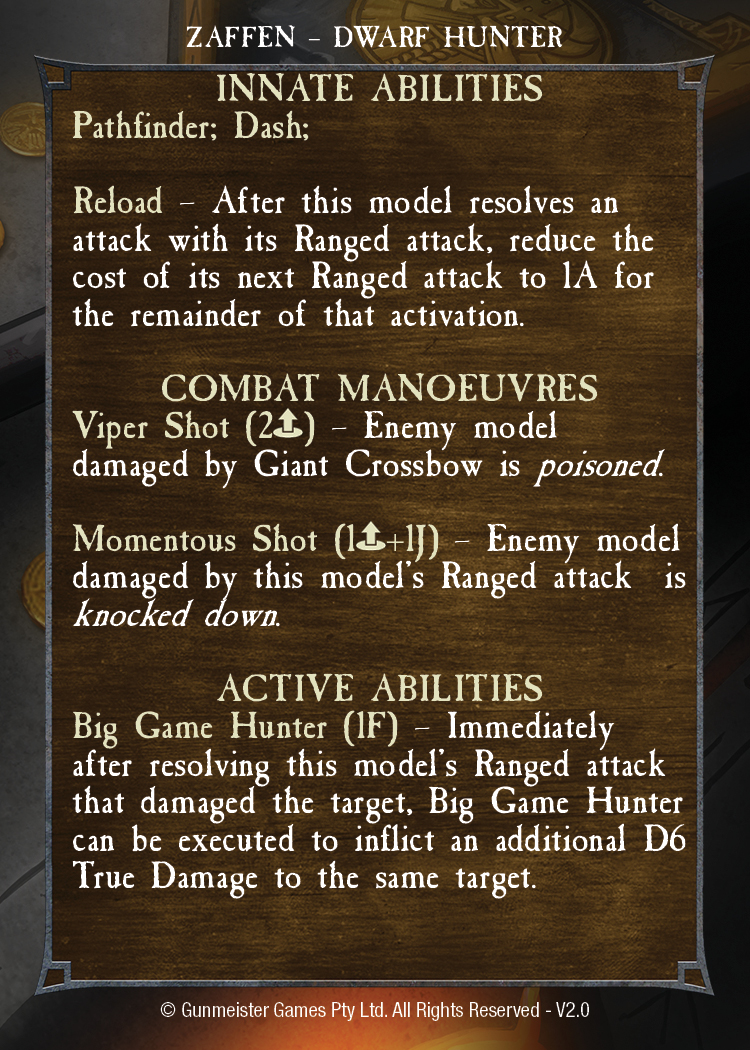 ZAFFEN – DWARF HUNTER
INNATE ABILITIES
Pathfinder; Dash;
Reload – After this model resolves an
attack with its Ranged attack, reduce the
cost of its next Ranged attack to 1A for
the remainder of that activation.
COMBAT MANOEUVRES
Viper Shot (2) – Enemy model
damaged by Giant Crossbow is poisoned.
Momentous Shot (1+1J) – Enemy model
damaged by this model's Ranged attack is
knocked down.
ACTIVE ABILITIES
Big Game Hunter (1F) – Immediately
after resolving this model's Ranged attack
that damaged the target, Big Game Hunter
can be executed to inflict an additional D6
True Damage to the same target.
© Gunmeister Games Pty Ltd. All Rights Reserved - V2.0